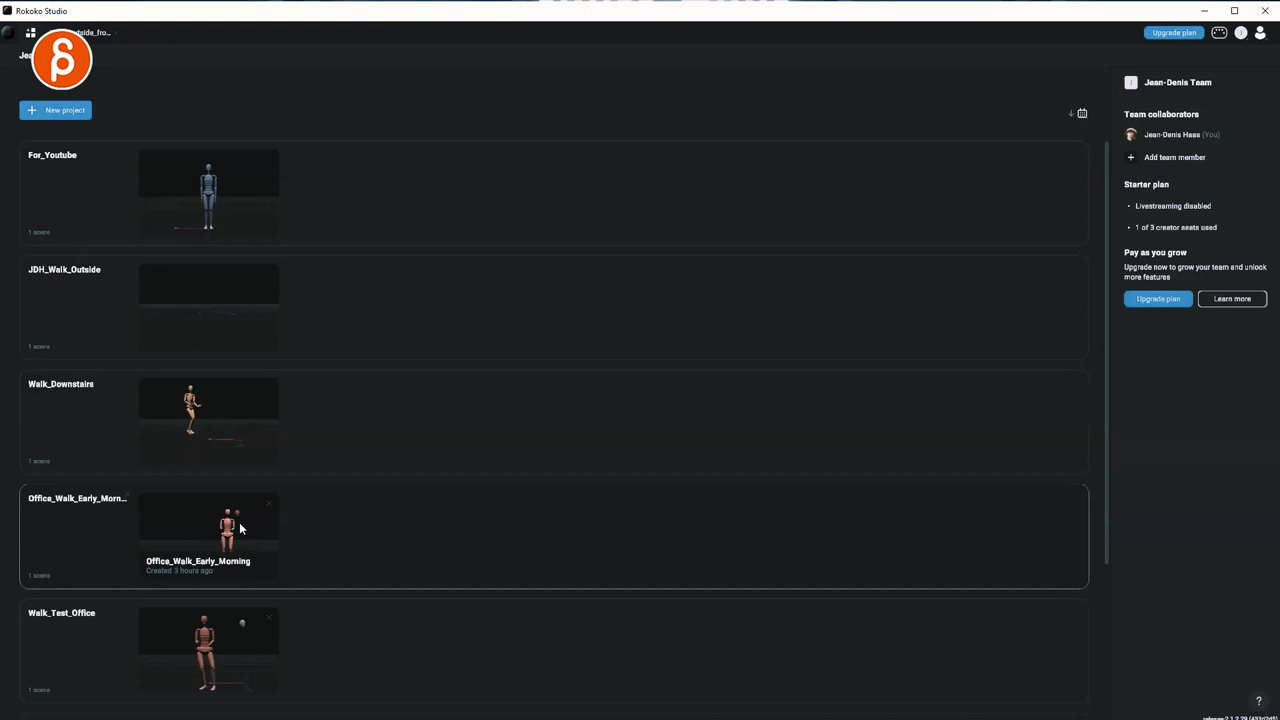 Rokoko Studio
Upgrade plan
New project
For_Youtube
1 scene
JDH_Walk_Outside
1 scene
Walk_Downstairs
1 scene
Office_Walk_Early_Morn...
Office_Walk_Early_Morning
Created 3 hours ago
1 scene
Walk_Test_Office
1 scene
Jean-Denis Team
Team collaborators
Jean-Denis Haas (You)
+ Add team member
Starter plan
• Livestreaming disabled
• 1 of 3 creator seats used
Pay as you grow
Upgrade now to grow your team and unlock
more features
Upgrade plan
Learn more
?